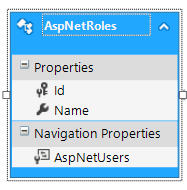 AspNetRoles
Properties
Id
Name
Navigation Properties
AspNetUsers